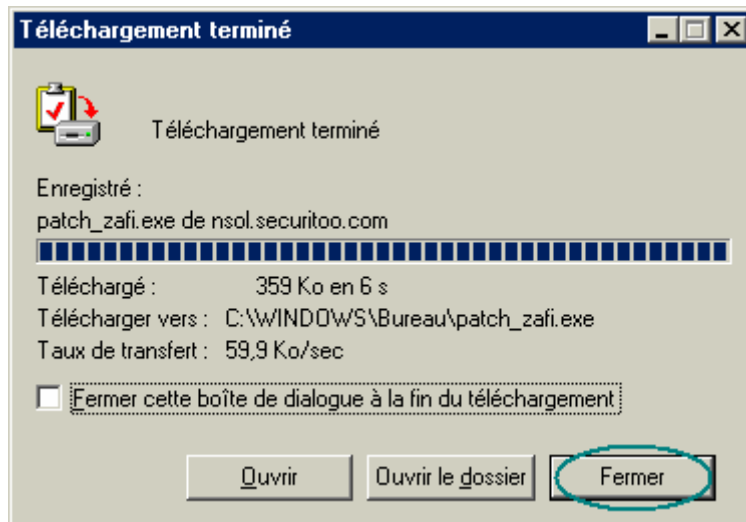 Téléchargement terminé
Téléchargement terminé
Enregistré :
patch_zafi.exe de nsol.securitoo.com
Téléchargé : 359 Ko en 6 s
Télécharger vers : C:\WINDOWS\Bureau\patch_zafi.exe
Taux de transfert : 59,9 Ko/sec
Fermer cette boîte de dialogue à la fin du téléchargement
Ouvrir Ouvrir le dossier Fermer